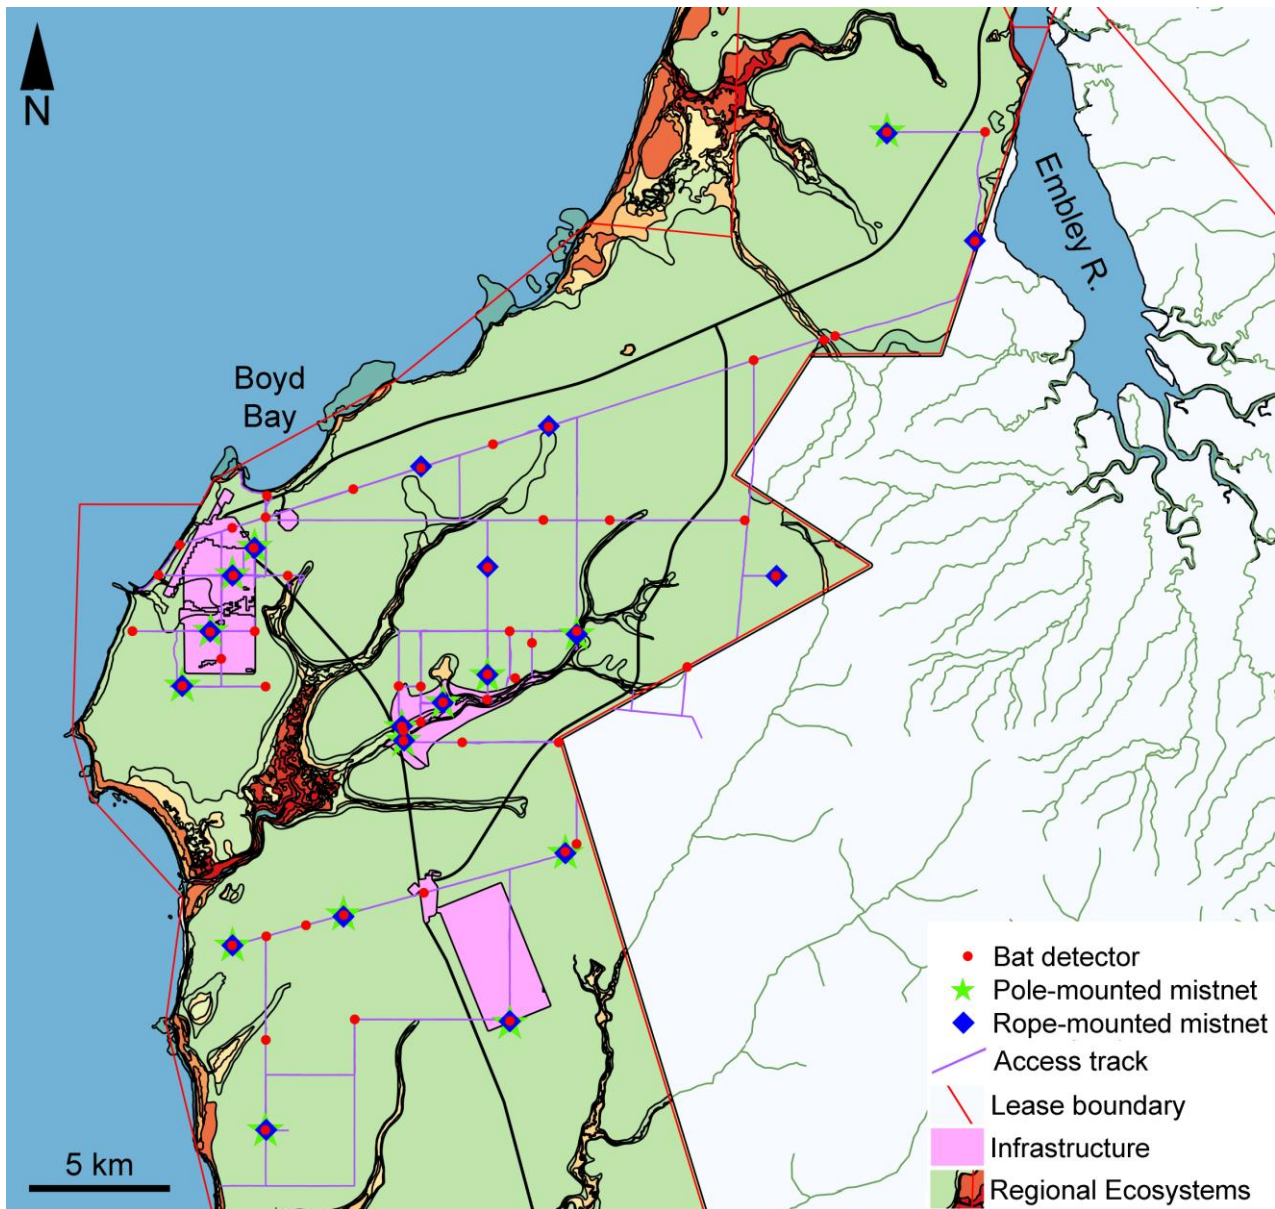 N
Embley R.
Boyd
Bay
Bat detector
Pole-mounted mistnet
Rope-mounted mistnet
Access track
Lease boundary
Infrastructure
Regional Ecosystems
5 km